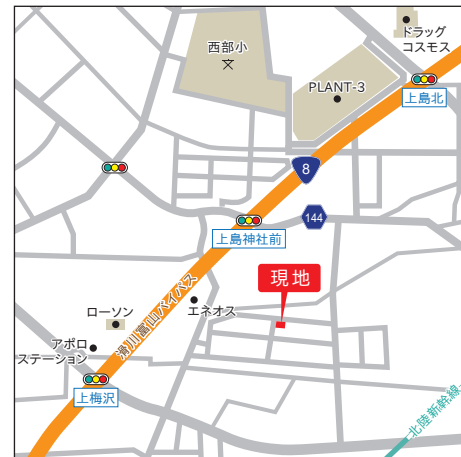 ドラッグ
コスモス
西部小
PLANT-3
上島北
8
144
上島神社前
現地
滑川富山バイパス
ローソン
エネオス
アポロ
ステーション
上梅沢
北陸新幹線